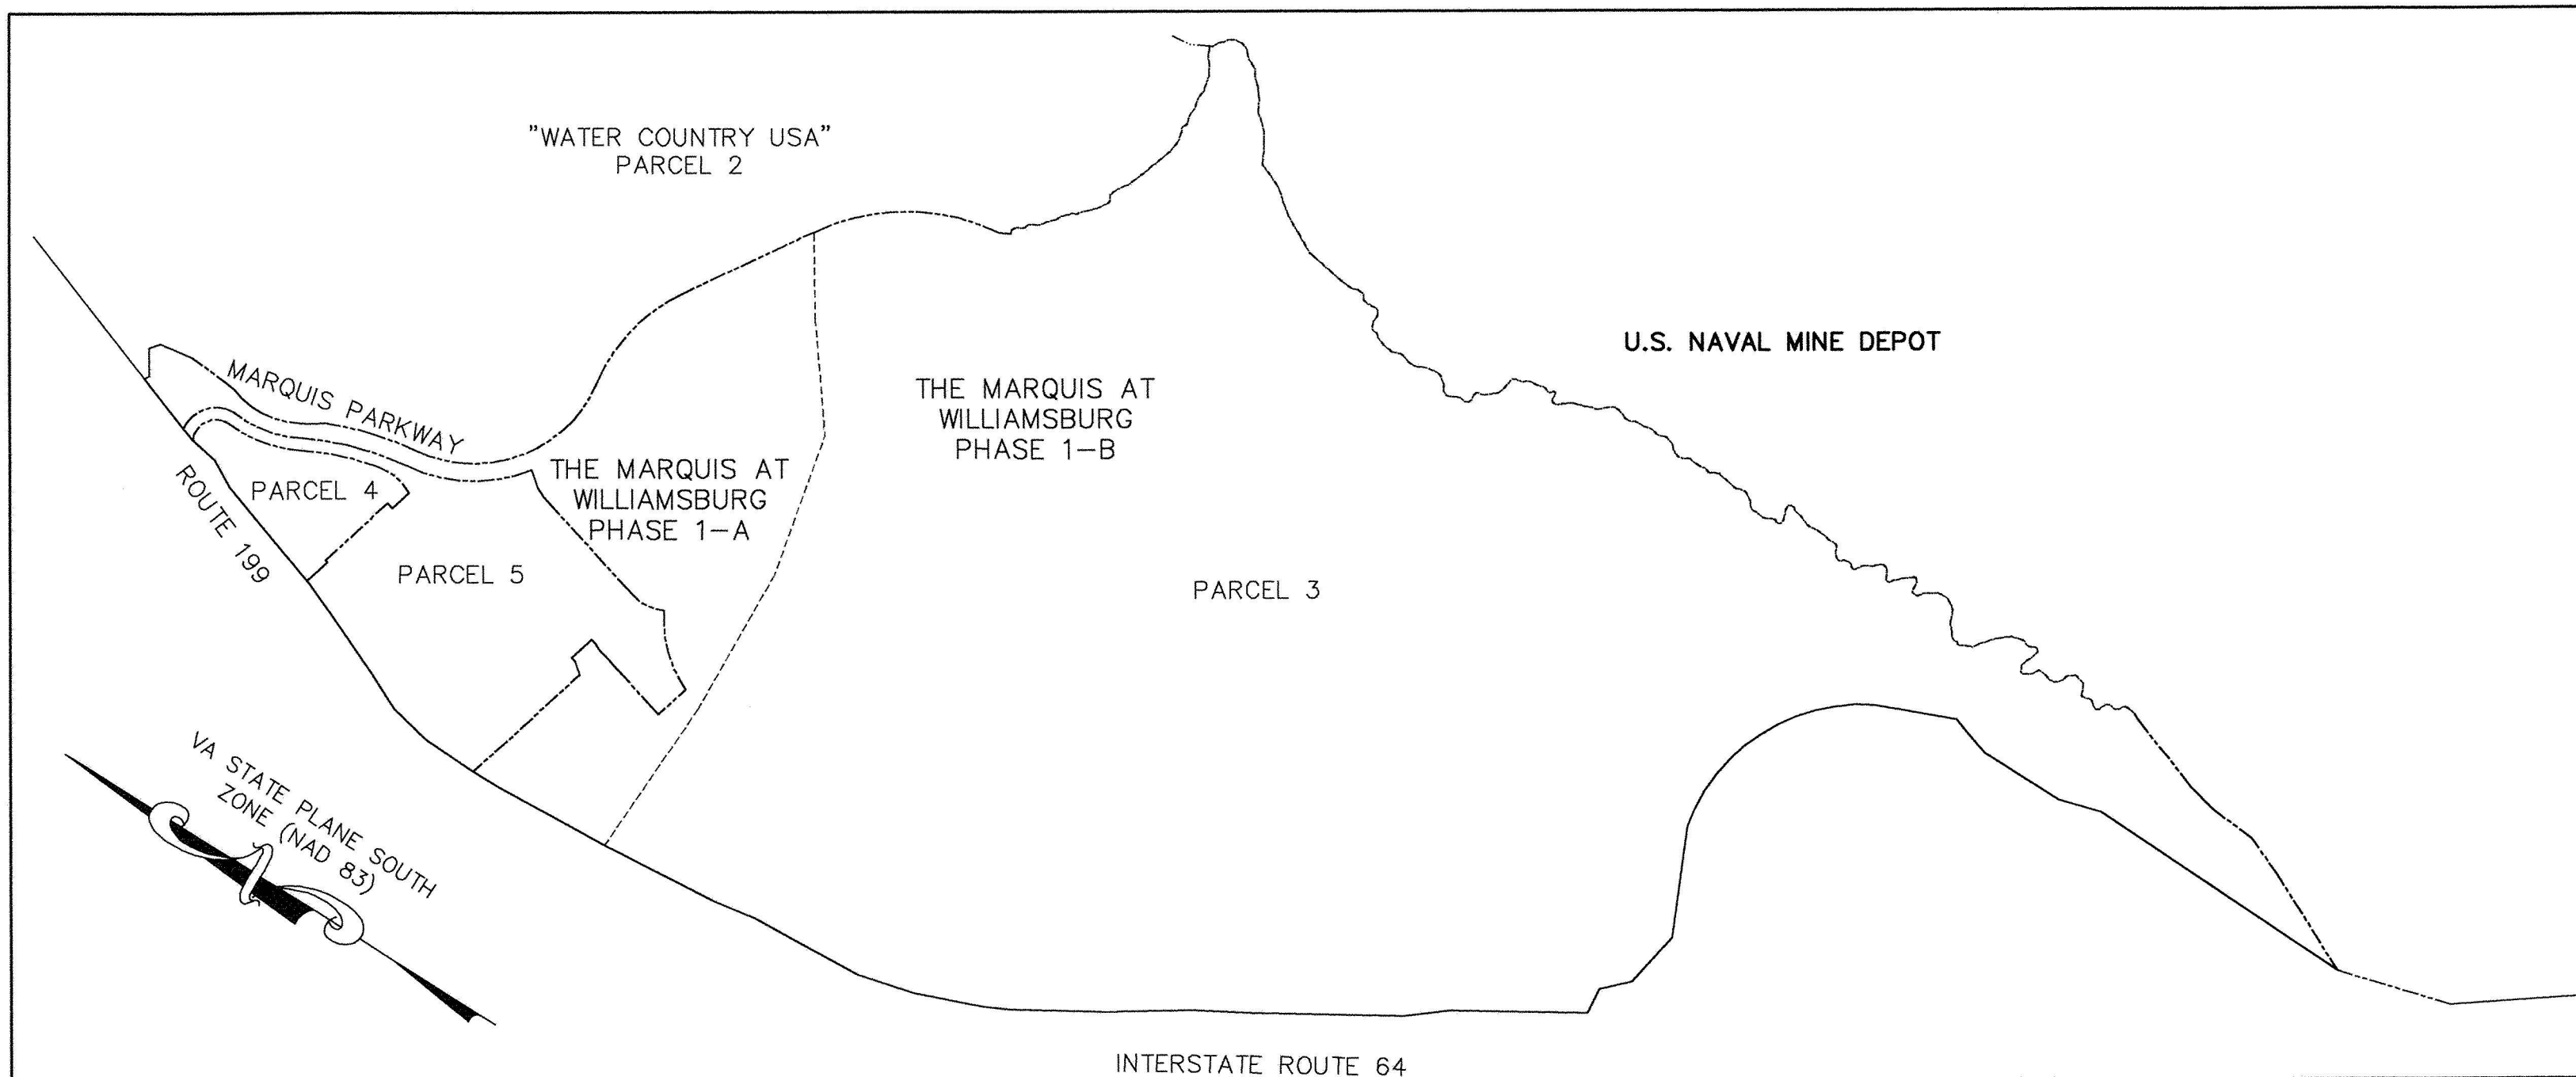 "WATER COUNTRY USA"
PARCEL 2
U.S. NAVAL MINE DEPOT
MARQUIS PARKWAY
THE MARQUIS AT
WILLIAMSBURG
PHASE 1-B
THE MARQUIS AT
WILLIAMSBURG
PHASE 1-A
PARCEL 4
ROUTE 199
PARCEL 5
PARCEL 3
VA STATE PLANE SOUTH
ZONE (NAD 83)
INTERSTATE ROUTE 64